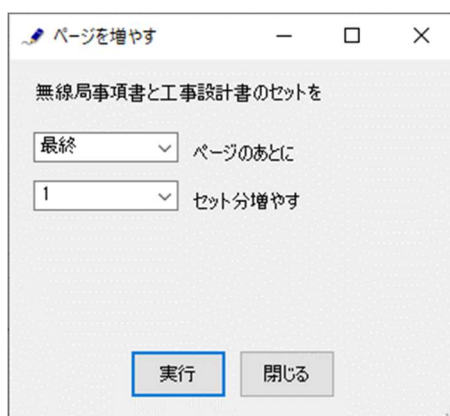 ページを増やす
無線局事項書と工事設計書のセットを
最終 ページのあとに
1 セット分増やす
実行 閉じる